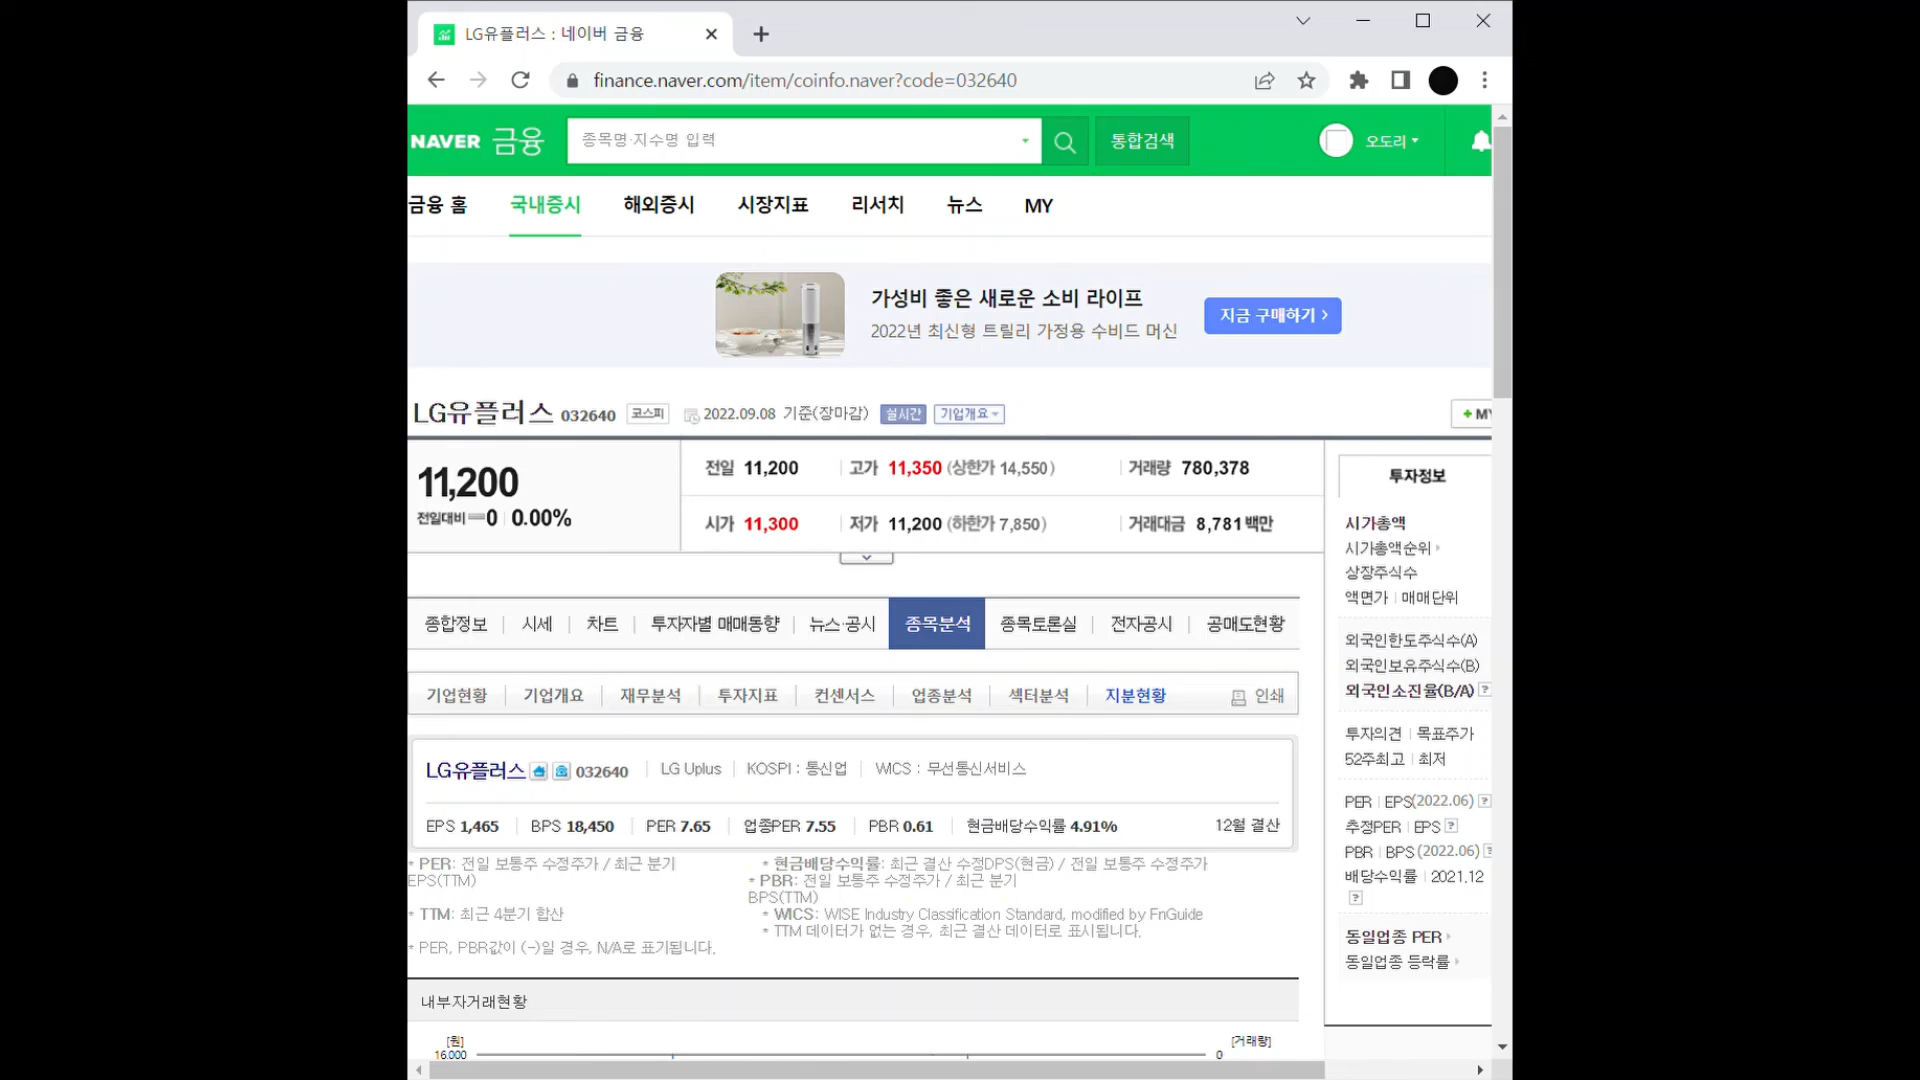 LG유플러스 : 네이버 금융
finance.naver.com/item/coinfo.naver?code=032640
NAVER 금융
종목명·지수명 입력
통합검색
오도리
금융 홈 국내증시 해외증시 시장지표 리서치 뉴스 MY
가성비 좋은 새로운 소비 라이프
2022년 최신형 트릴리 가정용 수비드 머신
지금 구매하기 >
LG유플러스 032640 코스피 2022.09.08 기준(장마감) 실시간 기업개요
+ MY
11,200
전일대비 0 0.00%
전일 11,200 고가 11,350 (상한가 14,550) 거래량 780,378
시가 11,300 저가 11,200 (하한가 7,850) 거래대금 8,781 백만
종합정보 시세 차트 투자자별 매매동향 뉴스·공시 종목분석 종목토론실 전자공시 공매도현황
기업현황 기업개요 재무분석 투자지표 컨센서스 업종분석 섹터분석 지분현황 인쇄
LG유플러스 032640 LG Uplus KOSPI : 통신업 WICS : 무선통신서비스
EPS 1,465 BPS 18,450 PER 7.65 업종PER 7.55 PBR 0.61 현금배당수익률 4.91% 12월 결산
* PER: 전일 보통주 수정주가 / 최근 분기
EPS(TTM)
* TTM: 최근 4분기 합산
* PER, PBR값이 (-)일 경우, N/A로 표기됩니다.
* 현금배당수익률: 최근 결산 수정DPS(현금) / 전일 보통주 수정주가
* PBR: 전일 보통주 수정주가 / 최근 분기
BPS(TTM)
* WICS: WISE Industry Classification Standard, modified by FnGuide
* TTM 데이터가 없는 경우, 최근 결산 데이터로 표시됩니다.
내부자거래현황
[원] [거래량]
16,000 0
투자정보
시가총액
시가총액순위
상장주식수
액면가 | 매매단위
외국인한도주식수(A)
외국인보유주식수(B)
외국인소진율(B/A) ?
투자의견 | 목표주가
52주최고 | 최저
PER | EPS(2022.06) ?
추정PER | EPS ?
PBR | BPS (2022.06) ?
배당수익률 | 2021.12
?
동일업종 PER
동일업종 등락률